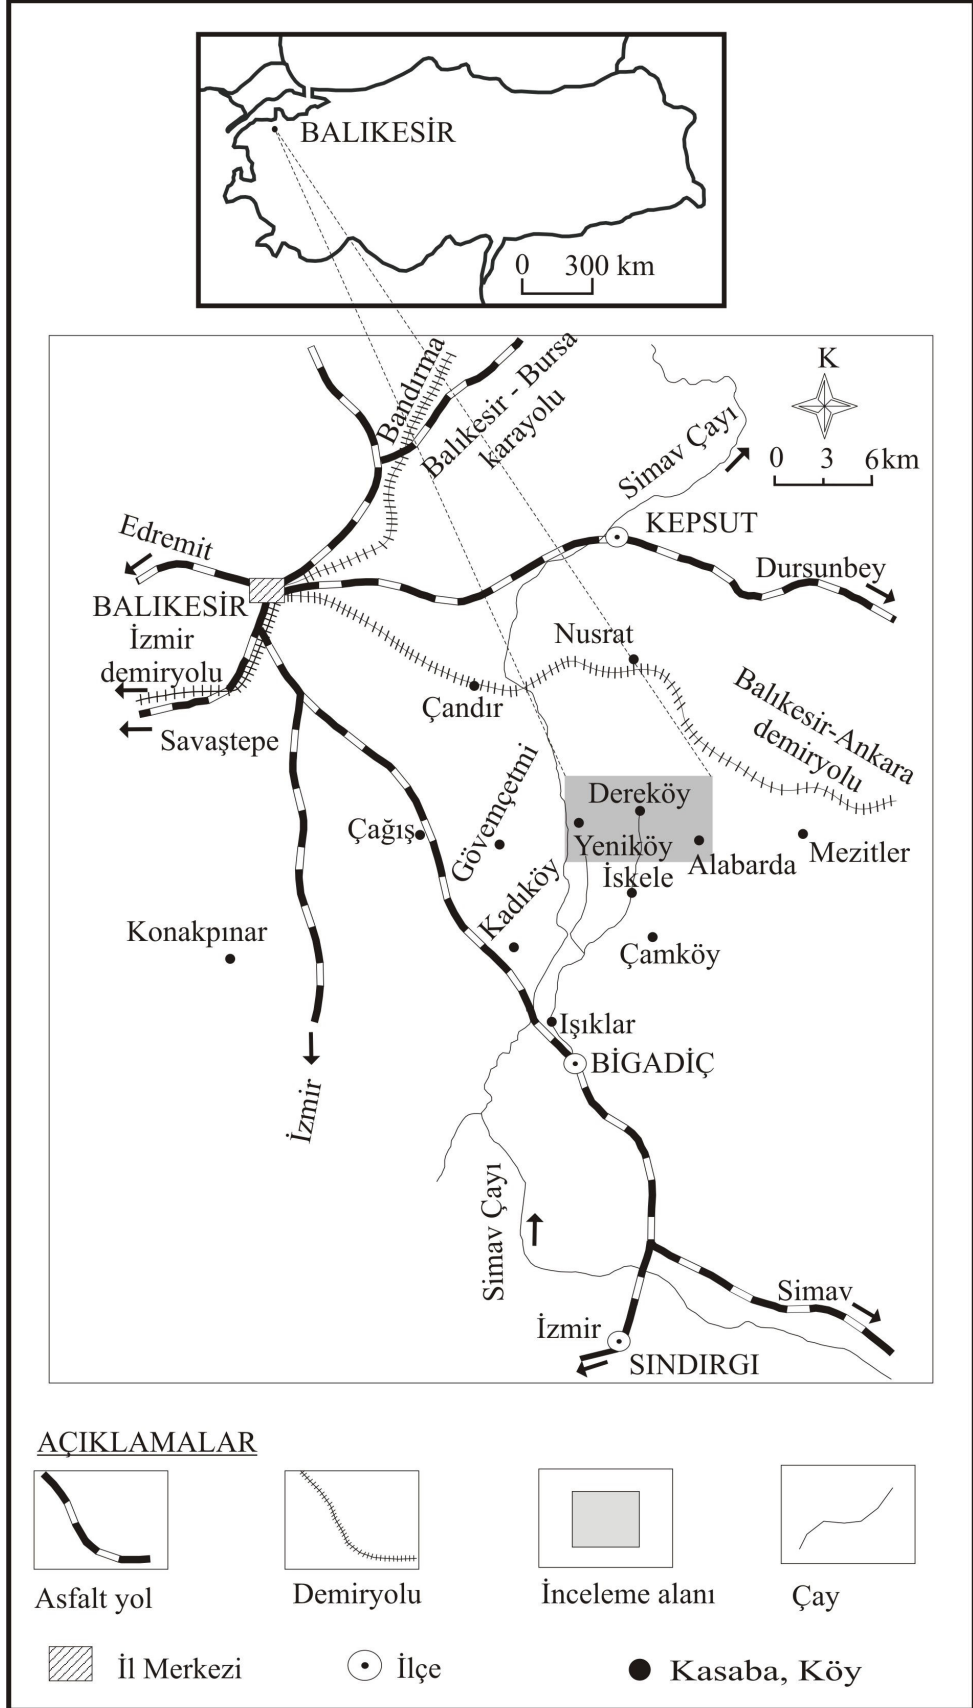 BALIKESİR
0 300 km
Bandırma
Balıkesir - Bursa
karayolu
K
Simav Çayı
0 3 6 km
KEPSUT
Edremit
Dursunbey
BALIKESİR
İzmir
demiryolu
Nusrat
Çandır
Savaştepe
Balıkesir-Ankara
demiryolu
Gövemçetmi
Dereköy
Çağış
Yeniköy
Alabarda
Mezitler
İskele
Kadıköy
Konakpınar
Çamköy
Işıklar
BİGADİÇ
İzmir
Simav Çayı
Simav
İzmir
SINDIRGI
AÇIKLAMALAR
Asfalt yol
Demiryolu
İnceleme alanı
Çay
İl Merkezi
İlçe
Kasaba, Köy